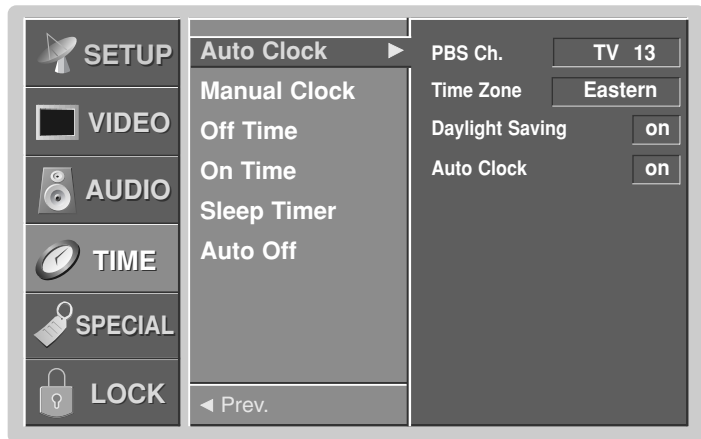 SETUP
VIDEO
AUDIO
TIME
SPECIAL
LOCK
Auto Clock ►
Manual Clock
Off Time
On Time
Sleep Timer
Auto Off
◄ Prev.
PBS Ch. TV 13
Time Zone Eastern
Daylight Saving on
Auto Clock on